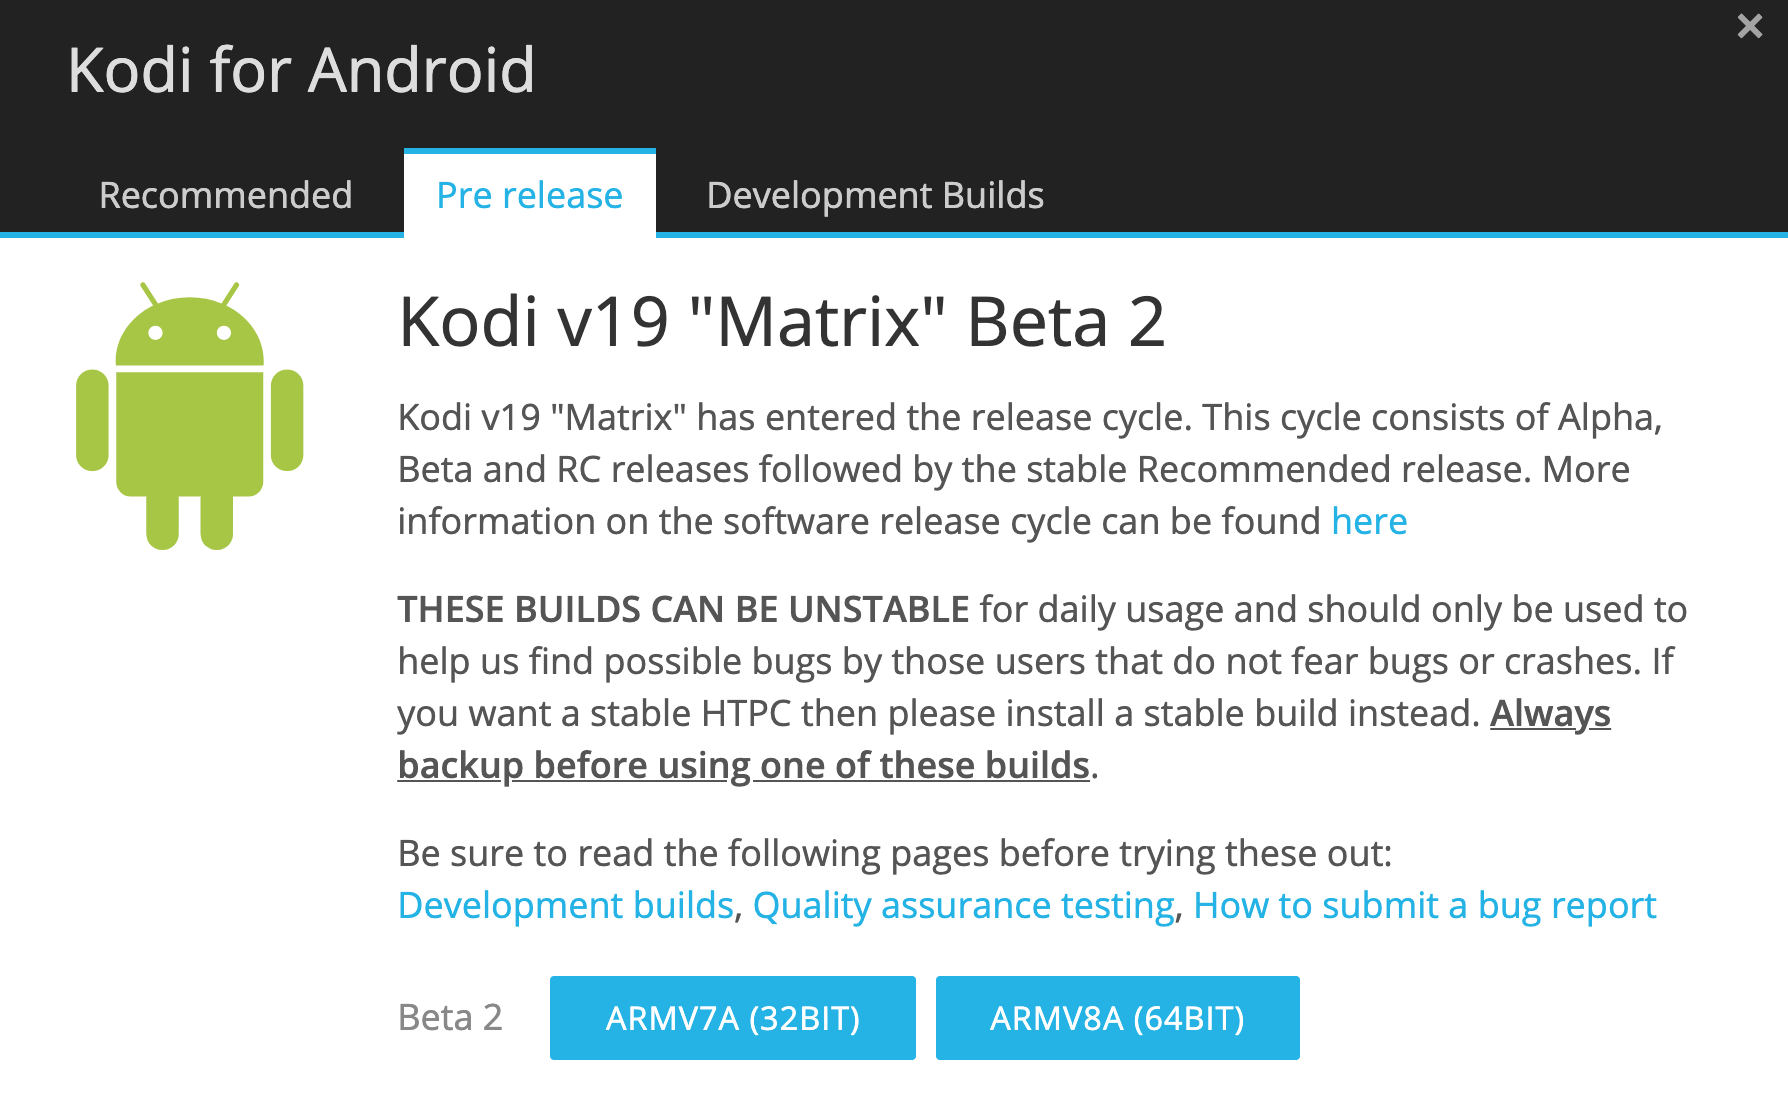 Kodi for Android
Recommended
Pre release
Development Builds
Kodi v19 "Matrix" Beta 2
Kodi v19 "Matrix" has entered the release cycle. This cycle consists of Alpha,
Beta and RC releases followed by the stable Recommended release. More
information on the software release cycle can be found here
THESE BUILDS CAN BE UNSTABLE for daily usage and should only be used to
help us find possible bugs by those users that do not fear bugs or crashes. If
you want a stable HTPC then please install a stable build instead. Always
backup before using one of these builds.
Be sure to read the following pages before trying these out:
Development builds, Quality assurance testing, How to submit a bug report
Beta 2
ARMV7A (32BIT)
ARMV8A (64BIT)